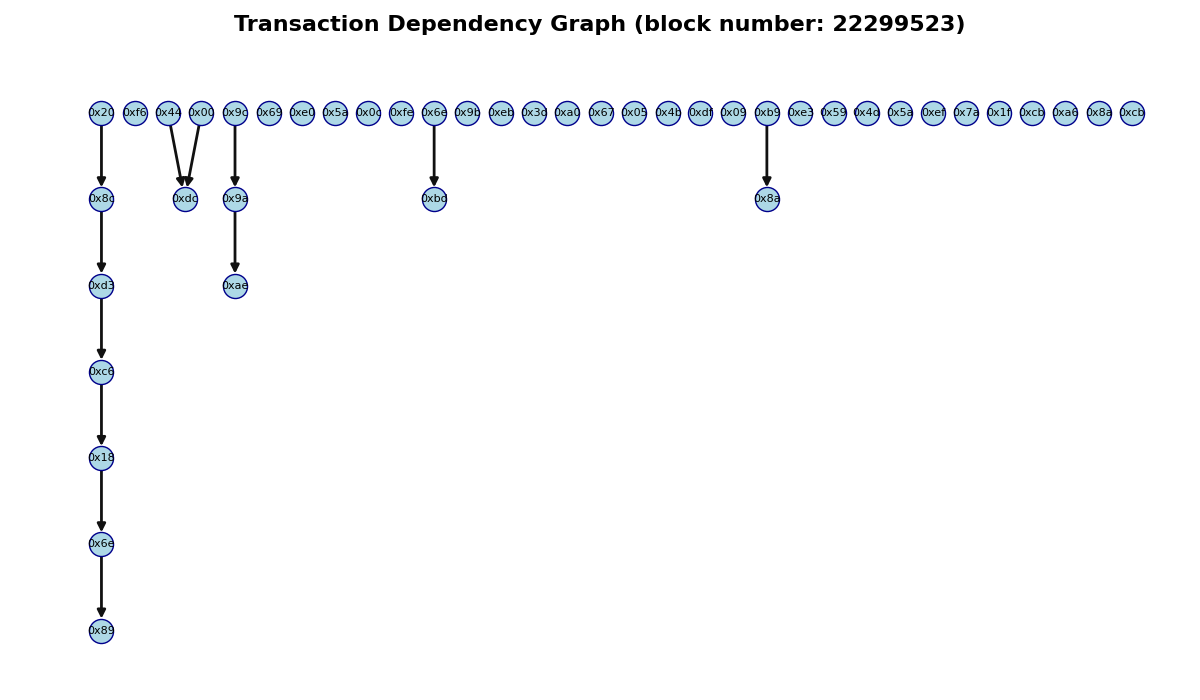 Transaction Dependency Graph (block number: 22299523)
0x20 0xf6 0x44 0x00 0x9c 0x69 0xe0 0x5a 0x0c 0xfe 0x6e 0x9b 0xeb 0x3d 0xa0 0x67 0x05 0x4b 0xdf 0x09 0xb9 0xe3 0x59 0x4d 0x5a 0xef 0x7a 0x1f 0xcb 0xa6 0x8a 0xcb
0x8c 0xdc 0x9a 0xbd 0x8a
0xd3 0xae
0xc6
0x18
0x6e
0x89